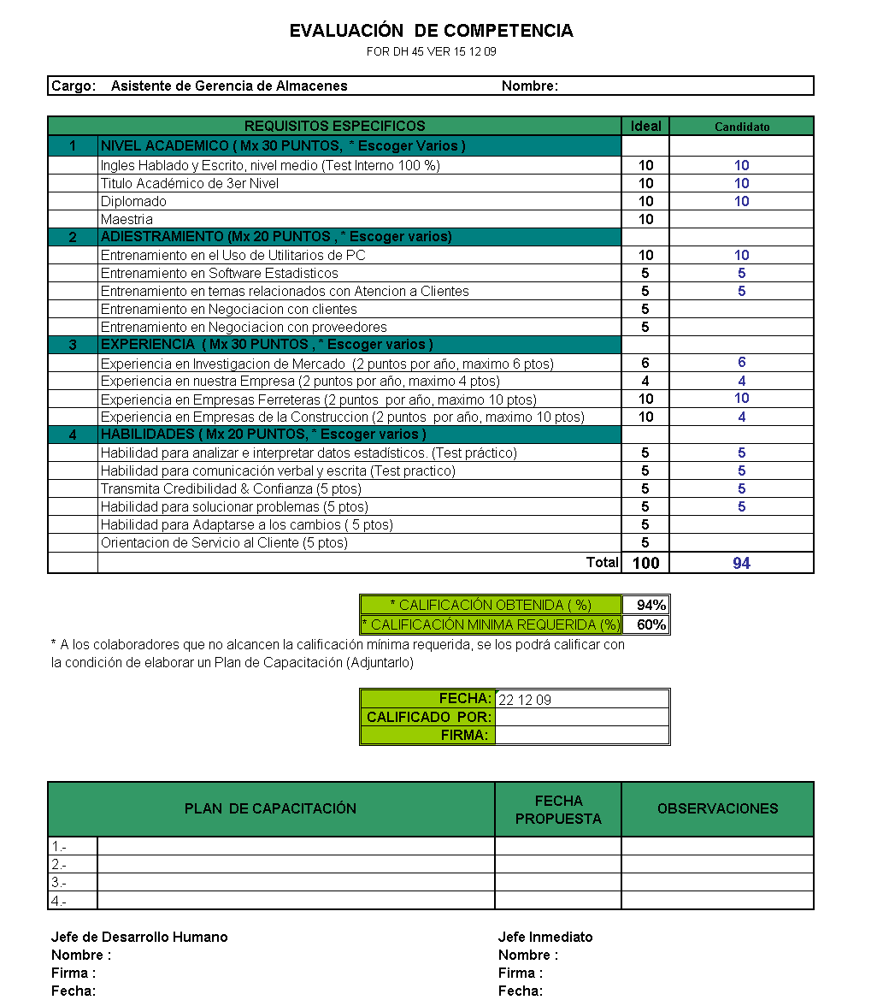 EVALUACIÓN DE COMPETENCIA
FOR DH 45 VER 15 12 09
Cargo: Asistente de Gerencia de Almacenes Nombre:
REQUISITOS ESPECIFICOS Ideal Candidato
1 NIVEL ACADEMICO ( Mx 30 PUNTOS, * Escoger Varios )
Ingles Hablado y Escrito, nivel medio (Test Interno 100 %) 10 10
Titulo Académico de 3er Nivel 10 10
Diplomado 10 10
Maestria 10
2 ADIESTRAMIENTO (Mx 20 PUNTOS , * Escoger varios)
Entrenamiento en el Uso de Utilitarios de PC 10 10
Entrenamiento en Software Estadisticos 5 5
Entrenamiento en temas relacionados con Atencion a Clientes 5 5
Entrenamiento en Negociacion con clientes 5
Entrenamiento en Negociacion con proveedores 5
3 EXPERIENCIA ( Mx 30 PUNTOS , * Escoger varios )
Experiencia en Investigacion de Mercado (2 puntos por año, maximo 6 ptos) 6 6
Experiencia en nuestra Empresa (2 puntos por año, maximo 4 ptos) 4 4
Experiencia en Empresas Ferreteras (2 puntos por año, maximo 10 ptos) 10 10
Experiencia en Empresas de la Construccion (2 puntos por año, maximo 10 ptos) 10 4
4 HABILIDADES ( Mx 20 PUNTOS, * Escoger varios )
Habilidad para analizar e interpretar datos estadísticos. (Test práctico) 5 5
Habilidad para comunicación verbal y escrita (Test practico) 5 5
Transmita Credibilidad & Confianza (5 ptos) 5 5
Habilidad para solucionar problemas (5 ptos) 5 5
Habilidad para Adaptarse a los cambios ( 5 ptos) 5
Orientacion de Servicio al Cliente (5 ptos) 5
Total 100 94
* CALIFICACIÓN OBTENIDA ( %) 94%
* CALIFICACIÓN MINIMA REQUERIDA (%) 60%
* A los colaboradores que no alcancen la calificación mínima requerida, se los podrá calificar con
la condición de elaborar un Plan de Capacitación (Adjuntarlo)
FECHA: 22 12 09
CALIFICADO POR:
FIRMA:
PLAN DE CAPACITACIÓN FECHA PROPUESTA OBSERVACIONES
1.-
2.-
3.-
4.-
Jefe de Desarrollo Humano Jefe Inmediato
Nombre : Nombre :
Firma : Firma :
Fecha: Fecha: